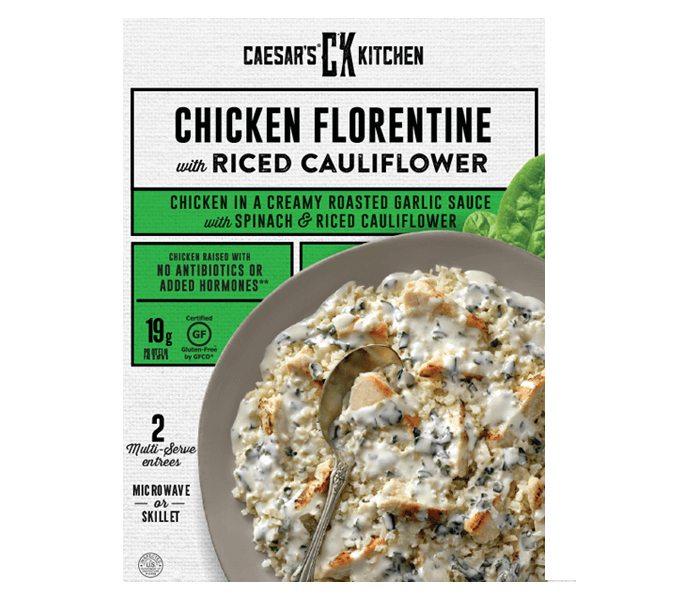 CAESAR'S CK KITCHEN
CHICKEN FLORENTINE
with RICED CAULIFLOWER
CHICKEN IN A CREAMY ROASTED GARLIC SAUCE
with SPINACH & RICED CAULIFLOWER
CHICKEN RAISED WITH
NO ANTIBIOTICS OR
ADDED HORMONES**
19g
PROTEIN
Certified
GF
Gluten-Free
by GFCO®
2
Multi-Serve
entrees
MICROWAVE
or
SKILLET